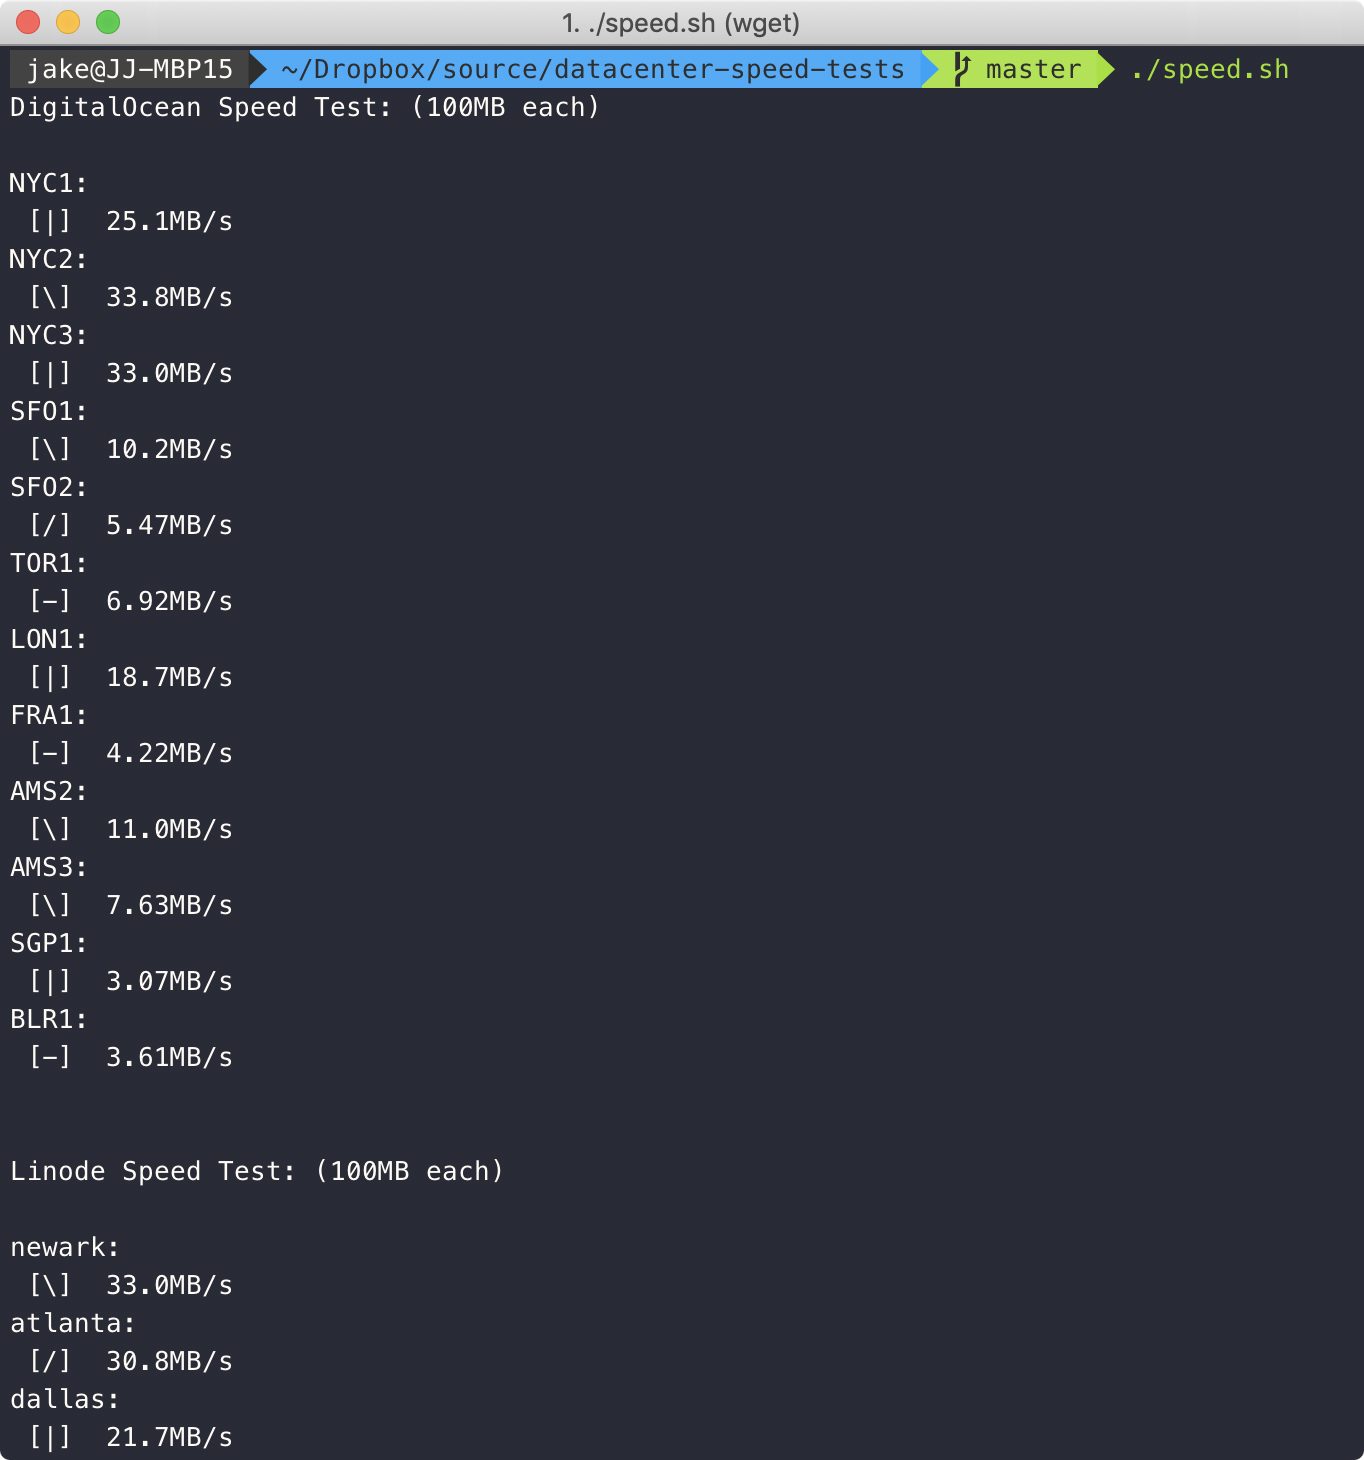 1. ./speed.sh (wget)
jake@JJ-MBP15 ~/Dropbox/source/datacenter-speed-tests master ./speed.sh
DigitalOcean Speed Test: (100MB each)
NYC1:
[|] 25.1MB/s
NYC2:
[\] 33.8MB/s
NYC3:
[|] 33.0MB/s
SFO1:
[\] 10.2MB/s
SFO2:
[/] 5.47MB/s
TOR1:
[-] 6.92MB/s
LON1:
[|] 18.7MB/s
FRA1:
[-] 4.22MB/s
AMS2:
[\] 11.0MB/s
AMS3:
[\] 7.63MB/s
SGP1:
[|] 3.07MB/s
BLR1:
[-] 3.61MB/s
Linode Speed Test: (100MB each)
newark:
[\] 33.0MB/s
atlanta:
[/] 30.8MB/s
dallas:
[|] 21.7MB/s